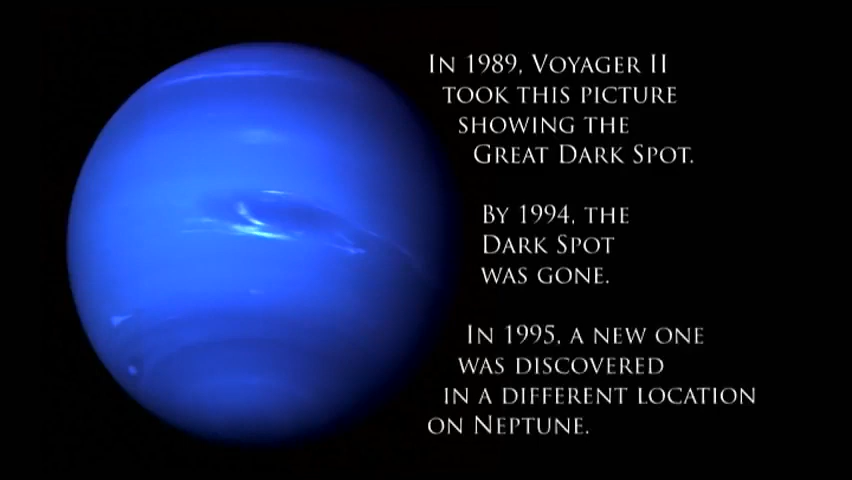 In 1989, Voyager II
took this picture
showing the
Great Dark Spot.
By 1994, the
Dark Spot
was gone.
In 1995, a new one
was discovered
in a different location
on Neptune.